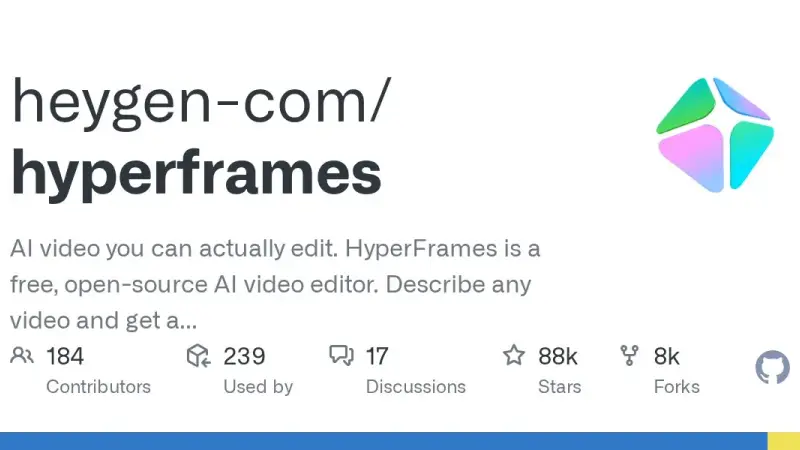 heygen-com/
hyperframes
AI video you can actually edit. HyperFrames is a
free, open-source AI video editor. Describe any
video and get a...
184
Contributors
239
Used by
17
Discussions
88k
Stars
8k
Forks